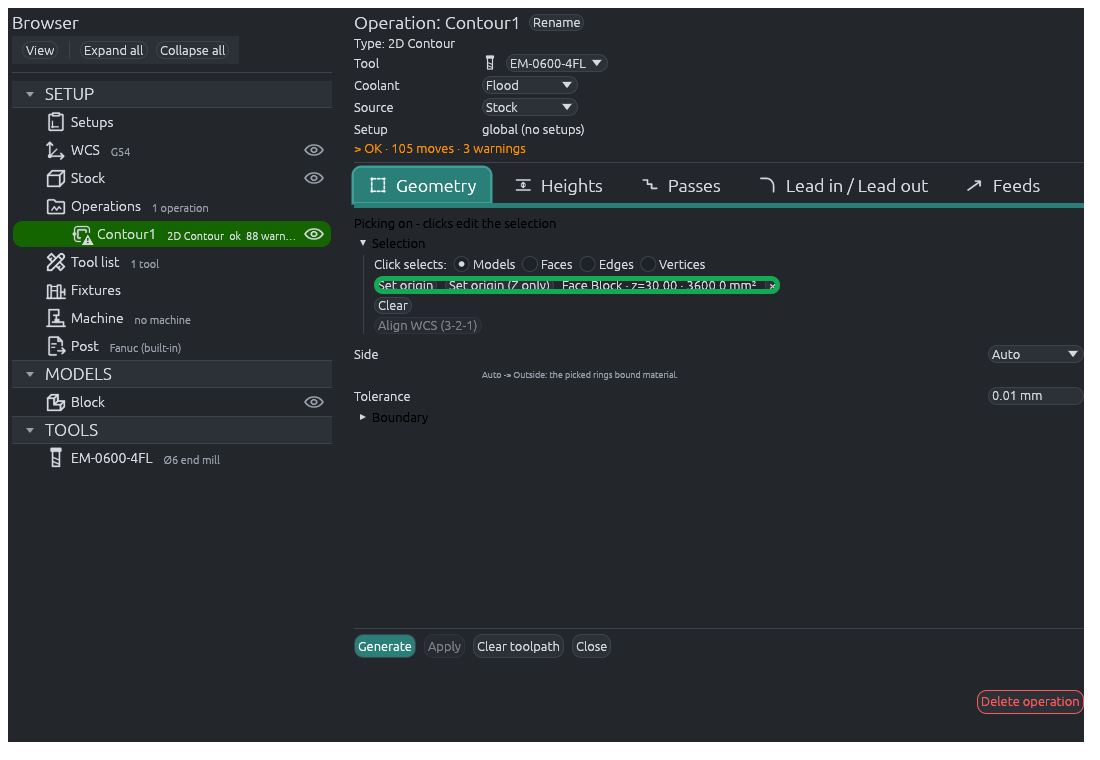 Browser
View Expand all Collapse all
SETUP
Setups
WCS G54
Stock
Operations 1 operation
Contour1 2D Contour ok 88 warn...
Tool list 1 tool
Fixtures
Machine no machine
Post Fanuc (built-in)
MODELS
Block
TOOLS
EM-0600-4FL Ø6 end mill
Operation: Contour1 Rename
Type: 2D Contour
Tool EM-0600-4FL
Coolant Flood
Source Stock
Setup global (no setups)
> OK · 105 moves · 3 warnings
Geometry Heights Passes Lead in / Lead out Feeds
Picking on - clicks edit the selection
Selection
Click selects: Models Faces Edges Vertices
Set origin Set origin (Z only) Face Block · z=30.00 · 3600.0 mm² ×
Clear
Align WCS (3-2-1)
Side Auto
Auto -> Outside: the picked rings bound material.
Tolerance 0.01 mm
Boundary
Generate Apply Clear toolpath Close
Delete operation